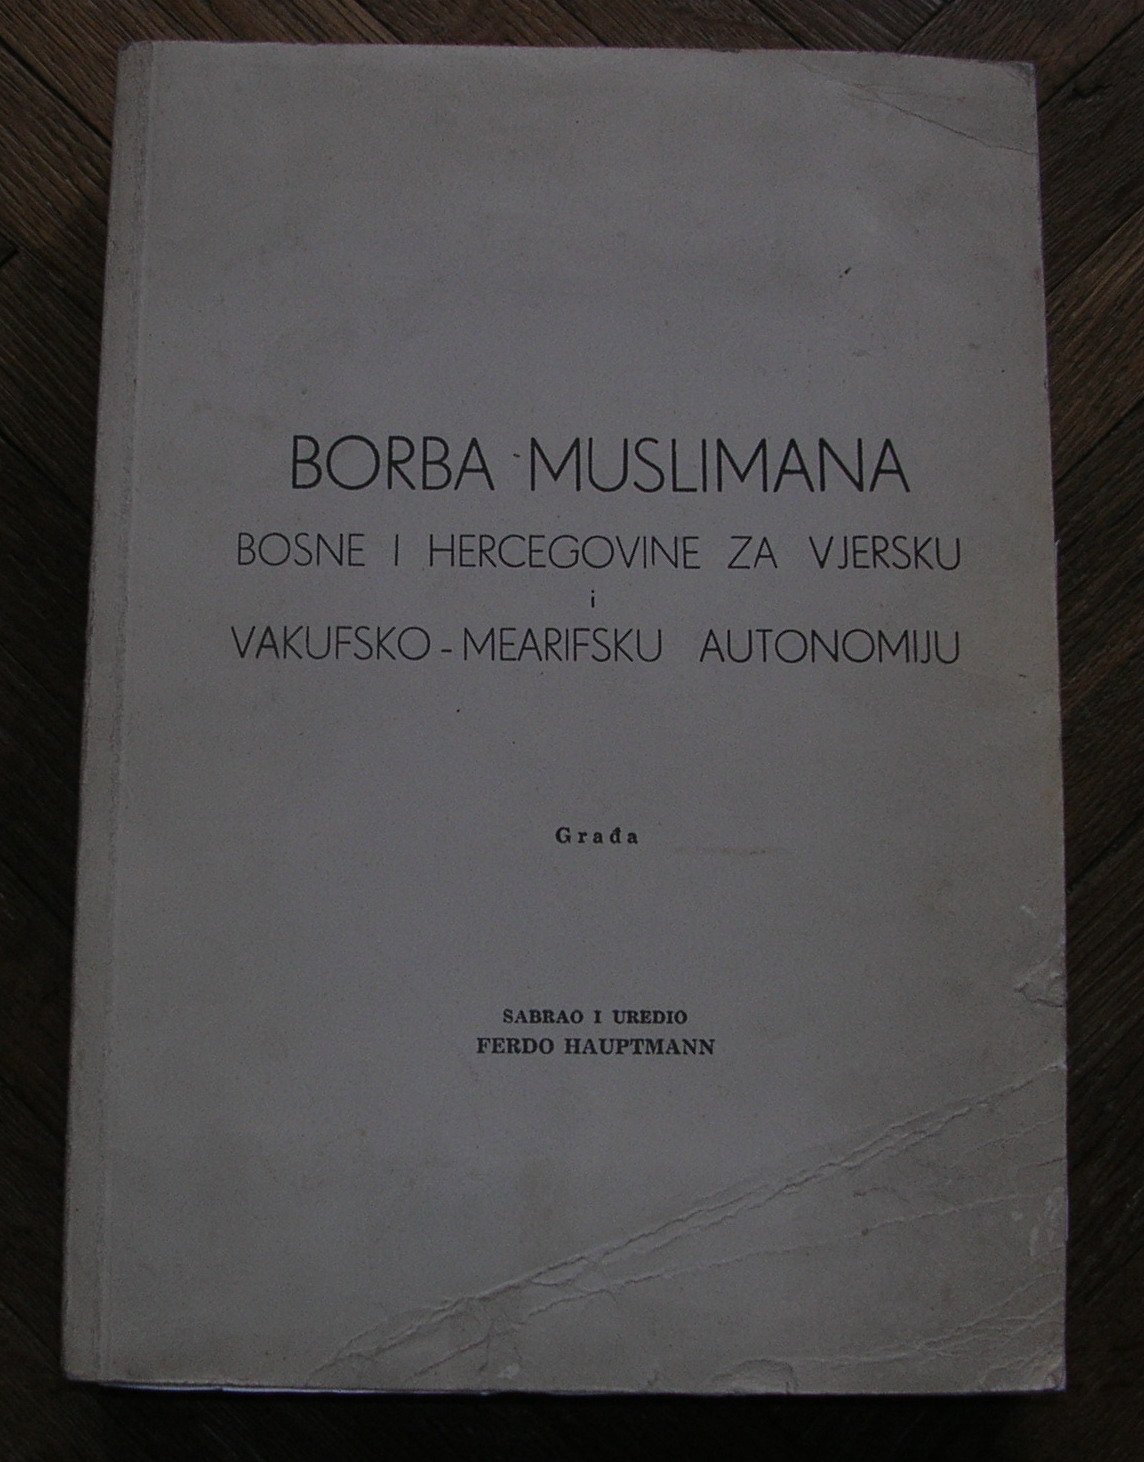 BORBA MUSLIMANA
BOSNE I HERCEGOVINE ZA VJERSKU
i
VAKUFSKO-MEARIFSKU AUTONOMIJU
Građa
SABRAO I UREDIO
FERDO HAUPTMANN